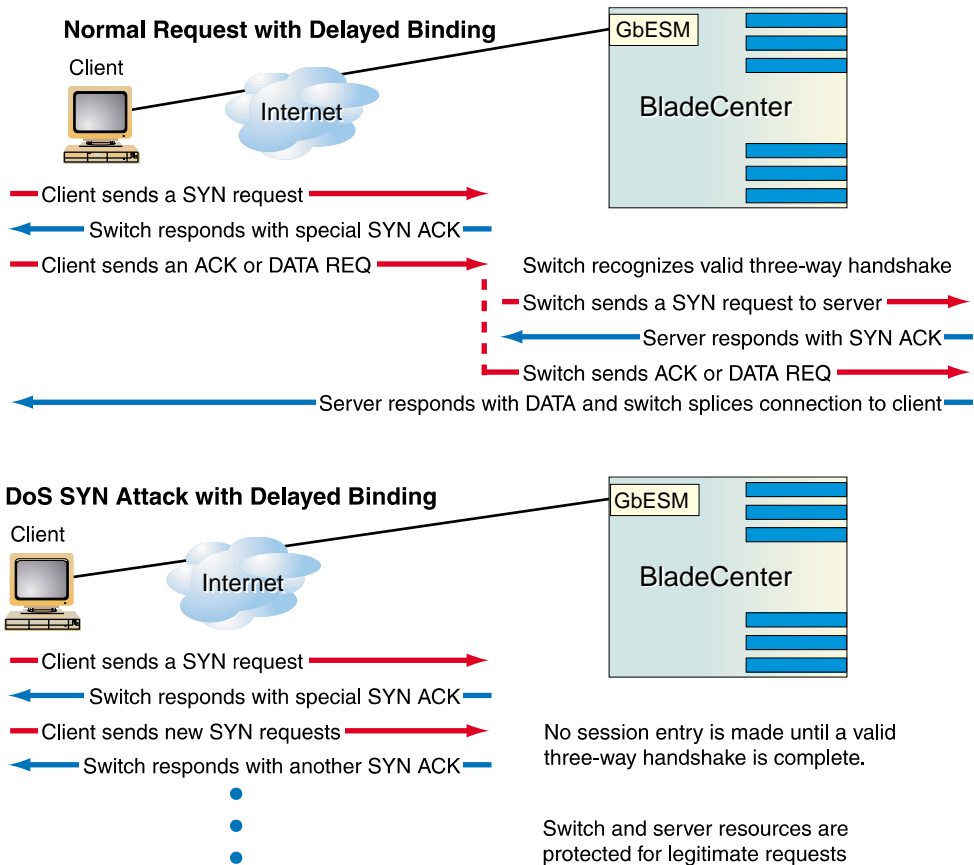 Normal Request with Delayed Binding
Client
Internet
GbESM
BladeCenter
Client sends a SYN request
Switch responds with special SYN ACK
Client sends an ACK or DATA REQ
Switch recognizes valid three-way handshake
Switch sends a SYN request to server
Server responds with SYN ACK
Switch sends ACK or DATA REQ
Server responds with DATA and switch splices connection to client
DoS SYN Attack with Delayed Binding
Client
Internet
GbESM
BladeCenter
Client sends a SYN request
Switch responds with special SYN ACK
Client sends new SYN requests
Switch responds with another SYN ACK
No session entry is made until a valid
three-way handshake is complete.
Switch and server resources are
protected for legitimate requests